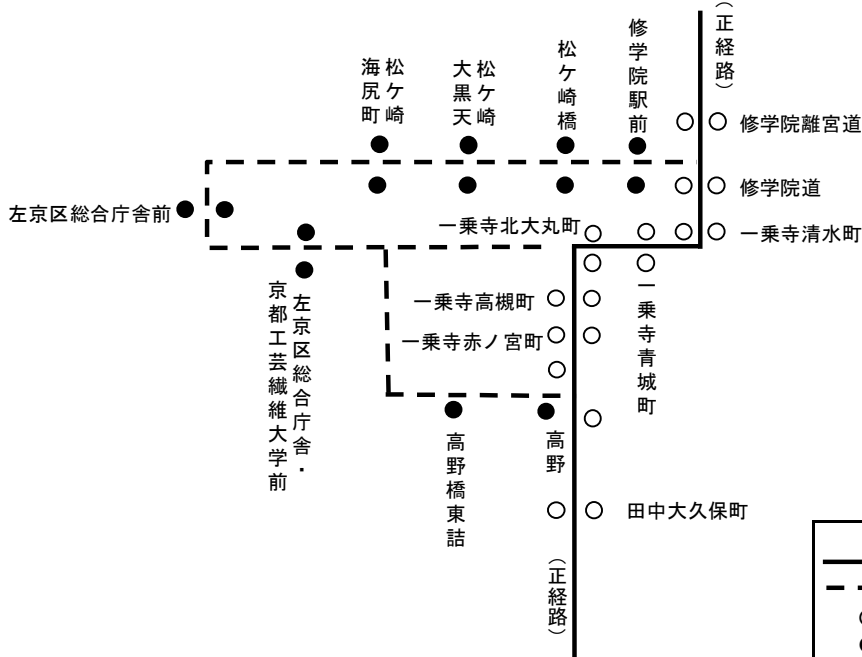 （正経路）
修学院駅前
松ケ崎橋
松ケ崎
大黒天
松ケ崎
海尻町
修学院離宮道
修学院道
左京区総合庁舎前
一乗寺北大丸町
一乗寺清水町
一乗寺高槻町
一乗寺青城町
一乗寺赤ノ宮町
左京区総合庁舎・
京都工芸繊維大学前
高野橋東詰
高野
田中大久保町
（正経路）